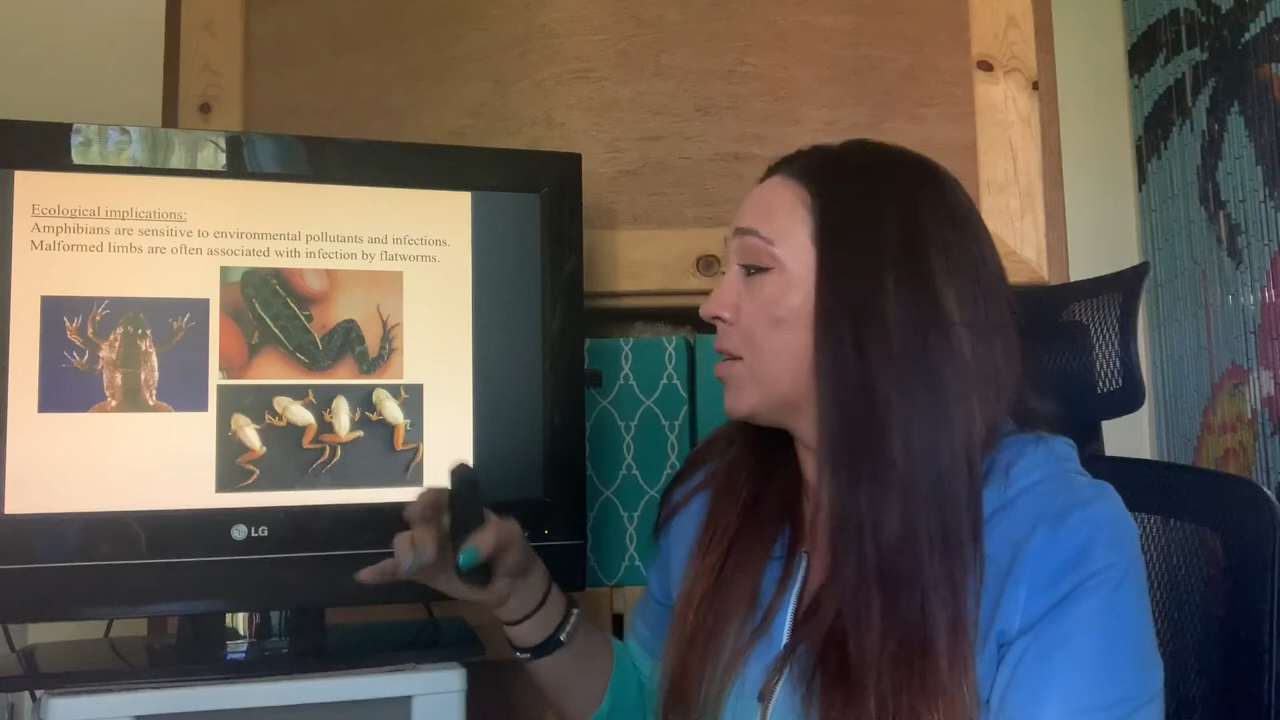 Ecological implications:
Amphibians are sensitive to environmental pollutants and infections.
Malformed limbs are often associated with infection by flatworms.
LG